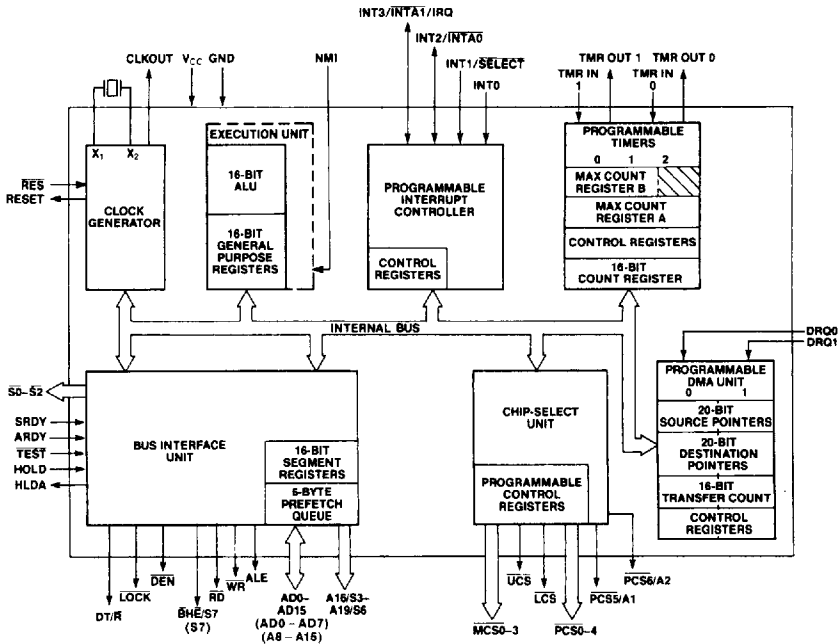 INT3/INTA1/IRQ
INT2/INTA0
INT1/SELECT
INT0
CLKOUT
VCC
GND
NMI
TMR OUT 1
TMR OUT 0
TMR IN
1
TMR IN
0
X1
X2
CLOCK
GENERATOR
RES
RESET
EXECUTION UNIT
16-BIT
ALU
16-BIT
GENERAL
PURPOSE
REGISTERS
PROGRAMMABLE
INTERRUPT
CONTROLLER
CONTROL
REGISTERS
PROGRAMMABLE
TIMERS
0 1 2
MAX COUNT
REGISTER B
MAX COUNT
REGISTER A
CONTROL REGISTERS
16-BIT
COUNT REGISTER
INTERNAL BUS
DRQ0
DRQ1
PROGRAMMABLE
DMA UNIT
0 1
20-BIT
SOURCE POINTERS
20-BIT
DESTINATION
POINTERS
16-BIT
TRANSFER COUNT
CONTROL
REGISTERS
S0-S2
SRDY
ARDY
TEST
HOLD
HLDA
BUS INTERFACE
UNIT
16-BIT
SEGMENT
REGISTERS
6-BYTE
PREFETCH
QUEUE
CHIP-SELECT
UNIT
PROGRAMMABLE
CONTROL
REGISTERS
DT/R
LOCK
DEN
BHE/S7
(S7)
RD
WR
ALE
AD0–
AD15
(AD0 – AD7)
(A8 – A15)
A16/S3–
A19/S6
MCS0-3
UCS
LCS
PCS0-4
PCS5/A1
PCS6/A2